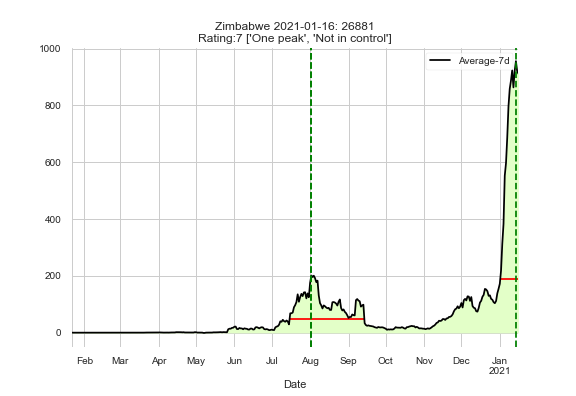 Zimbabwe 2021-01-16: 26881
Rating:7 ['One peak', 'Not in control']
Average-7d
1000
800
600
400
200
0
Feb Mar Apr May Jun Jul Aug Sep Oct Nov Dec Jan
2021
Date